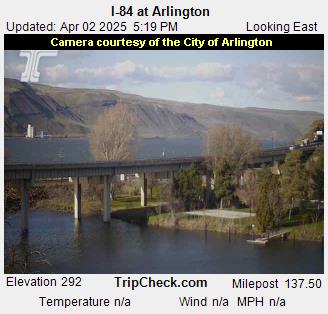 I-84 at Arlington
Updated: Apr 02 2025 5:19 PM Looking East
Camera courtesy of the City of Arlington
Elevation 292 TripCheck.com Milepost 137.50
Temperature n/a Wind n/a MPH n/a